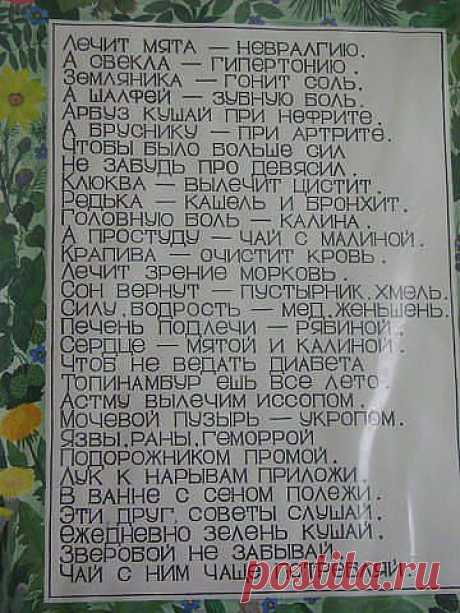 Лечит мята — невралгию.
А свекла — гипертонию.
Земляника — гонит соль.
А шалфей — зубную боль.
Арбуз кушай при нефрите.
А бруснику — при артрите.
Чтобы было больше сил
Не забудь про девясил.
Клюква — вылечит цистит.
Редька — кашель и бронхит.
Головную боль — калина.
А простуду — чай с малиной.
Крапива — очистит кровь.
Лечит зрение морковь.
Сон вернут — пустырник, хмель.
Силу, бодрость — мед, женьшень.
Печень подлечи — рябиной.
Сердце — мятой и калиной.
Чтоб не ведать диабета
Топинамбур ешь все лето.
Астму вылечим иссопом.
Мочевой пузырь — укропом.
Язвы, раны, геморрой
Подорожником промой.
Лук к нарывам приложи.
В ванне с сеном полежи.
Эти друг, советы слушай.
Ежедневно зелень кушай.
Зверобой не забывай
Чай с ним чаще потребляй.
postila.ru